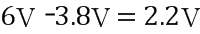 6V -3.8V = 2.2V